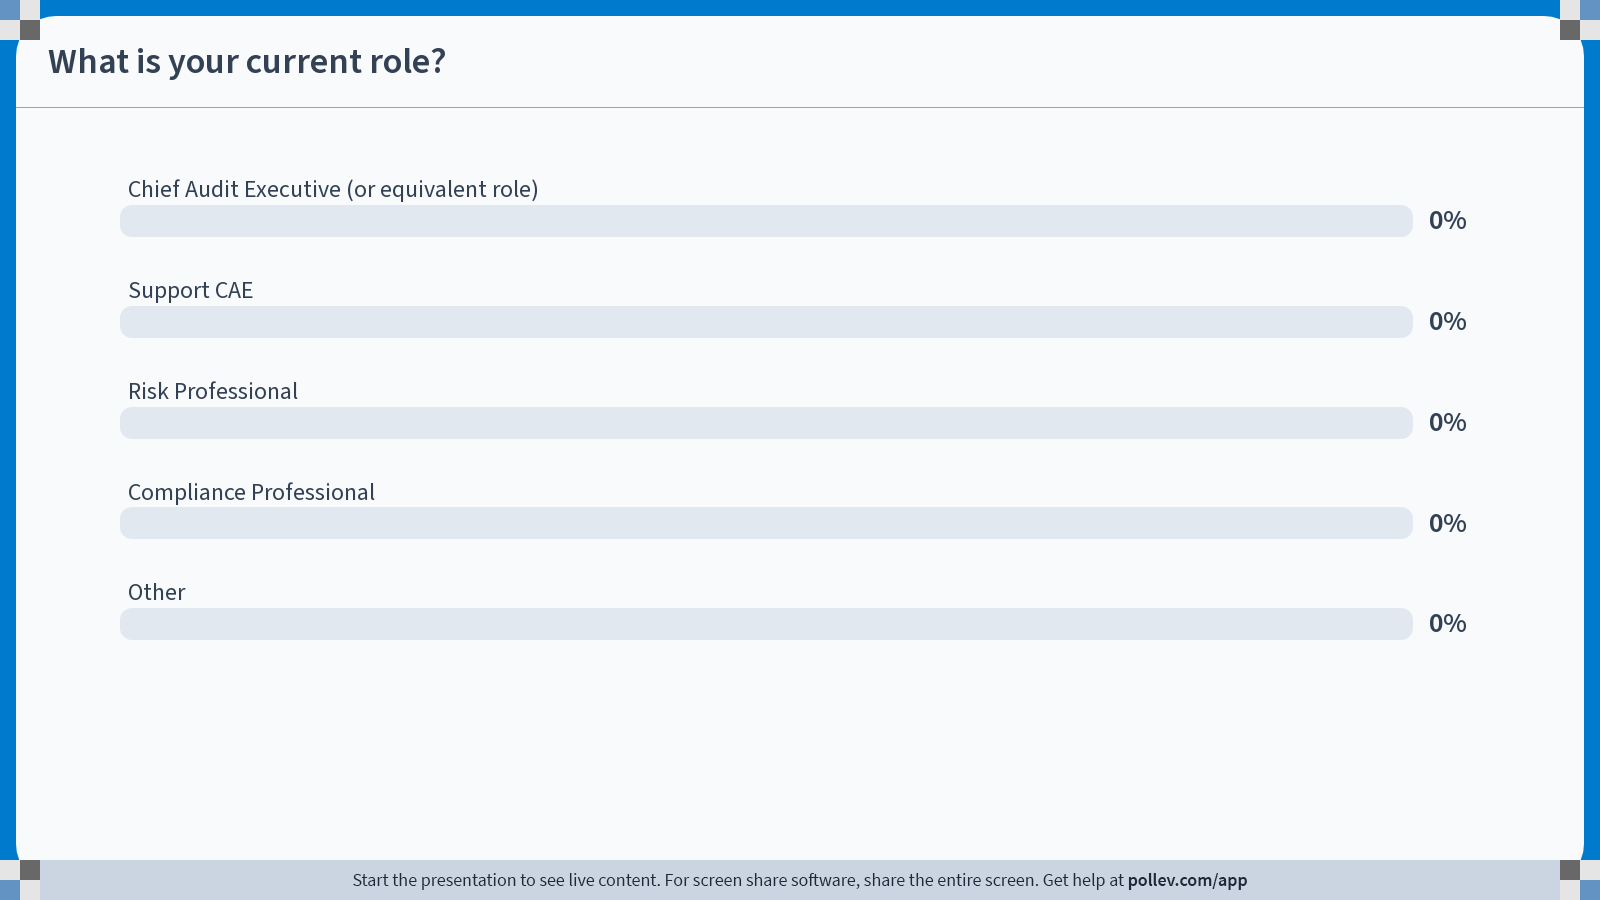 What is your current role?
Chief Audit Executive (or equivalent role)
0%
Support CAE
0%
Risk Professional
0%
Compliance Professional
0%
Other
0%
Start the presentation to see live content. For screen share software, share the entire screen. Get help at pollev.com/app